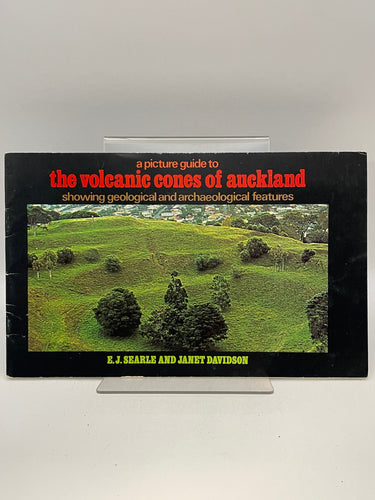 a picture guide to
the volcanic cones of auckland
showing geological and archaeological features
E. J. SEARLE AND JANET DAVIDSON